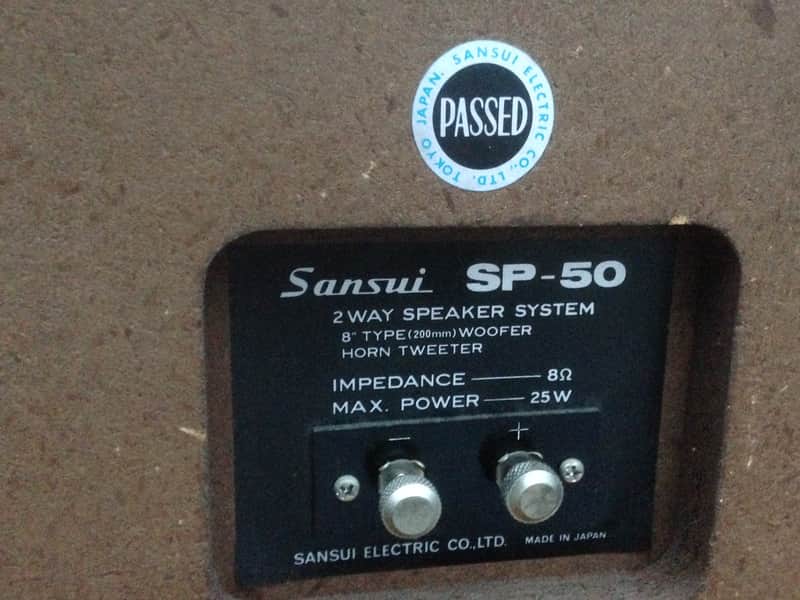 SANSUI ELECTRIC CO., LTD. TOKYO JAPAN.
PASSED
Sansui SP-50
2 WAY SPEAKER SYSTEM
8" TYPE (200mm) WOOFER
HORN TWEETER
IMPEDANCE — 8Ω
MAX. POWER — 25W
− +
SANSUI ELECTRIC CO.,LTD. MADE IN JAPAN